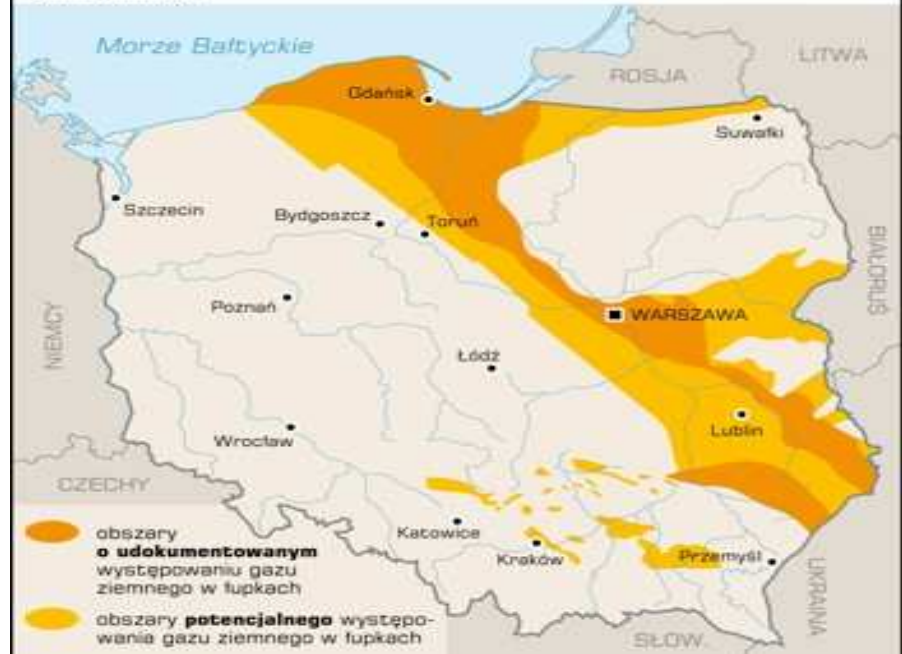 Morze Bałtyckie
LITWA
ROSJA
Gdańsk
Suwałki
Szczecin
Bydgoszcz
Toruń
BIAŁORUŚ
NIEMCY
Poznań
WARSZAWA
Łódź
Lublin
Wrocław
CZECHY
Katowice
Kraków
Przemyśl
UKRAINA
SŁOW.
obszary
o udokumentowanym
występowaniu gazu
ziemnego w łupkach
obszary potencjalnego występo-
wania gazu ziemnego w łupkach